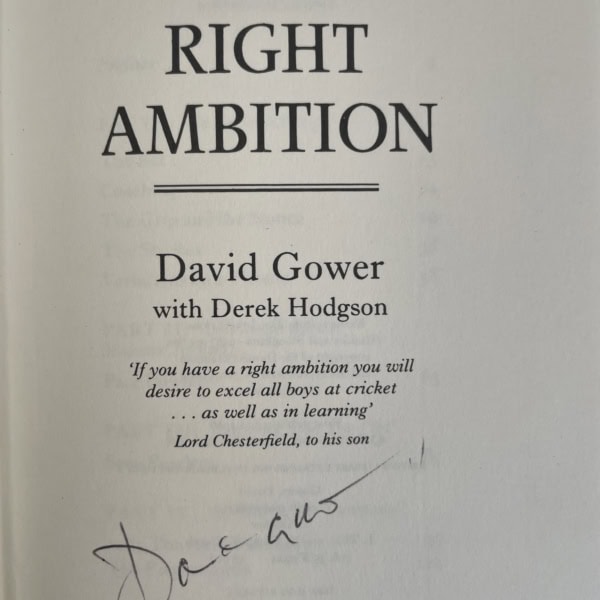 RIGHT
AMBITION
David Gower
with Derek Hodgson
‘If you have a right ambition you will
desire to excel all boys at cricket
. . . as well as in learning’
Lord Chesterfield, to his son